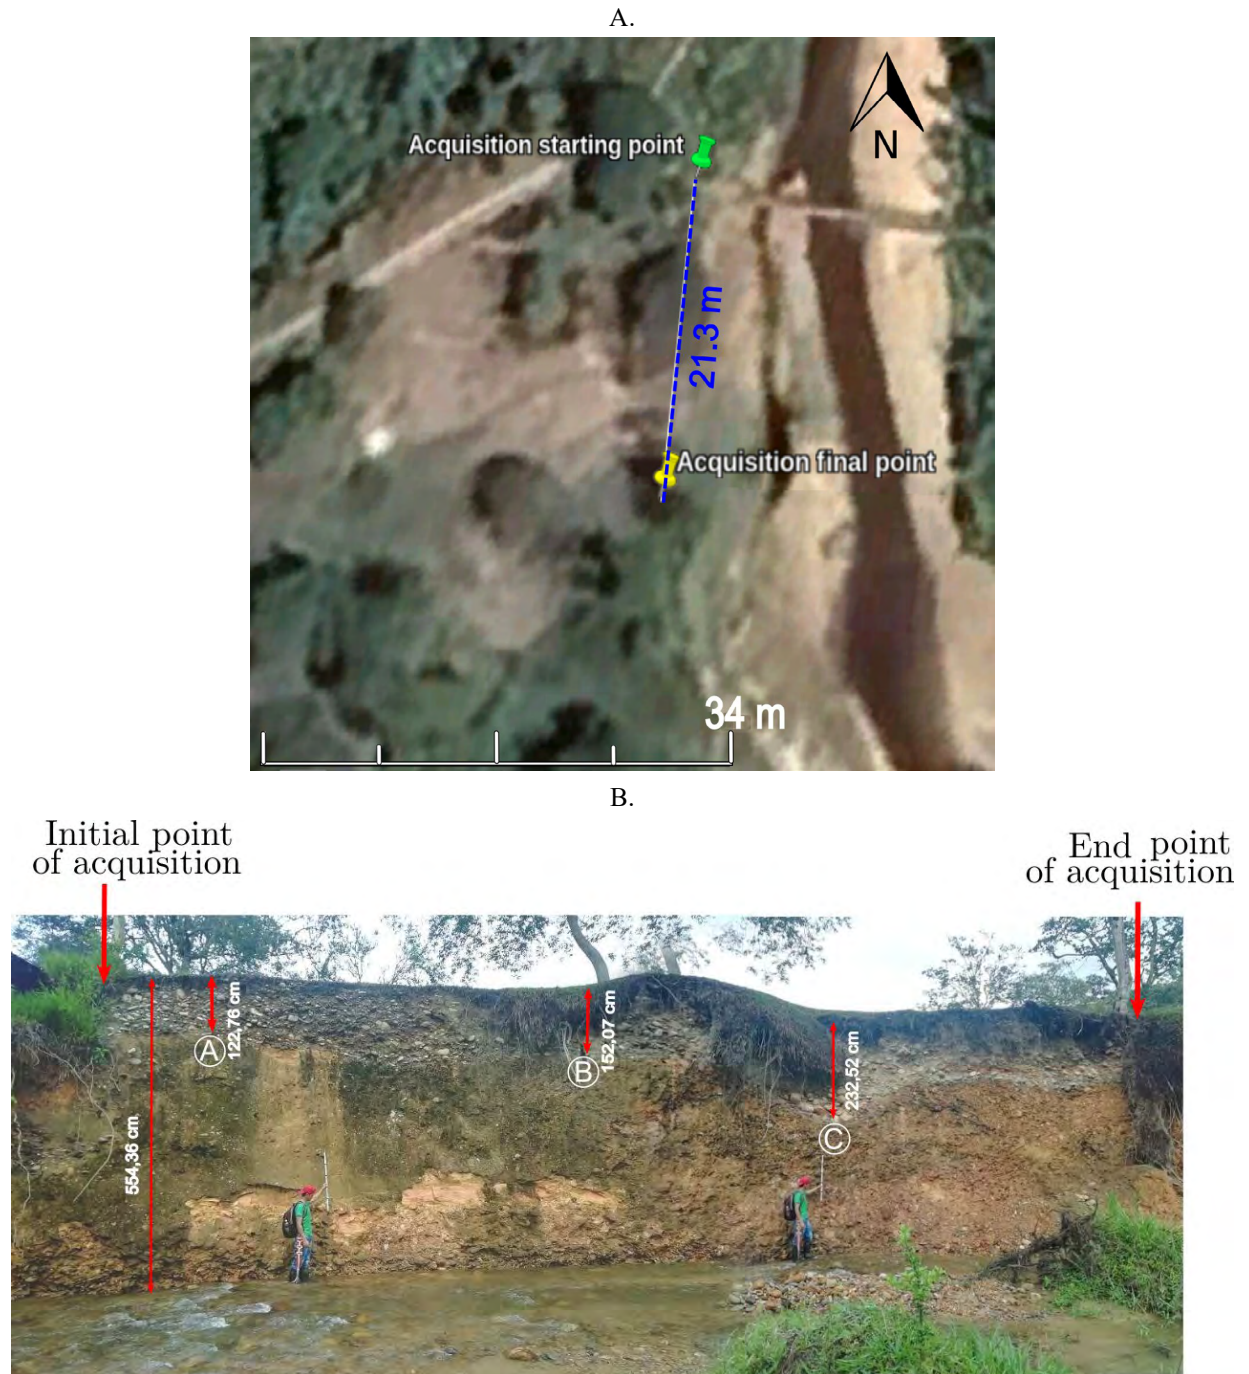 A.
Acquisition starting point
N
21.3 m
Acquisition final point
34 m
B.
Initial point
of acquisition
End point
of acquisition
554,36 cm
A
122,76 cm
B
152,07 cm
C
232,52 cm